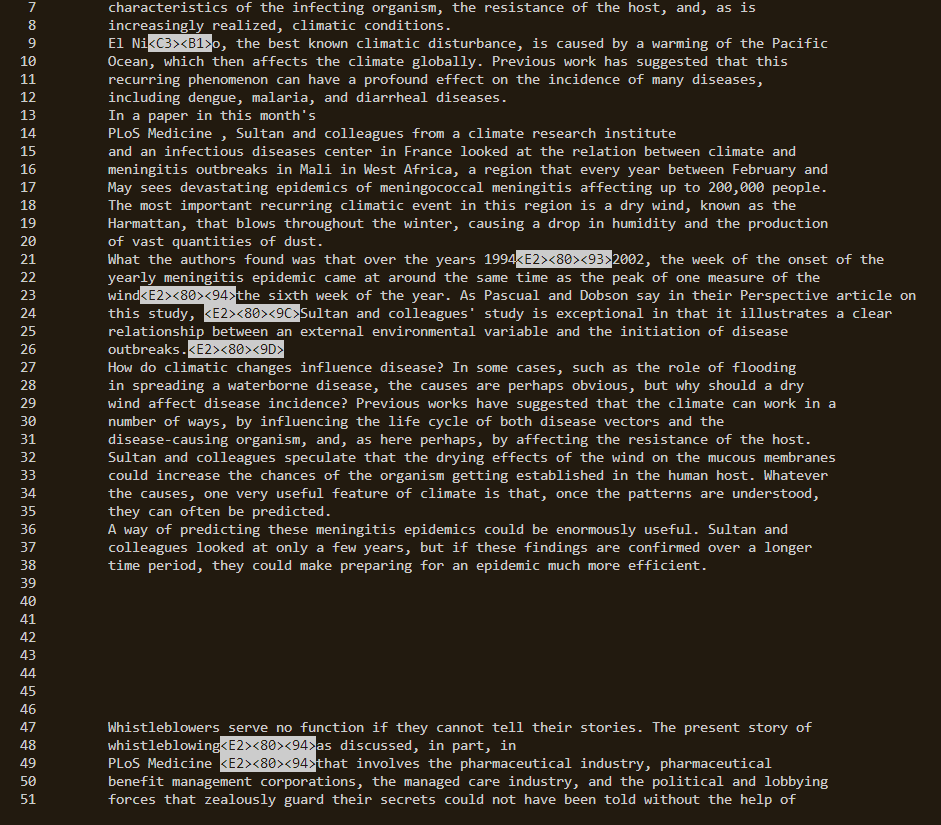 7 characteristics of the infecting organism, the resistance of the host, and, as is
8 increasingly realized, climatic conditions.
9 El Ni<C3><B1>o, the best known climatic disturbance, is caused by a warming of the Pacific
10 Ocean, which then affects the climate globally. Previous work has suggested that this
11 recurring phenomenon can have a profound effect on the incidence of many diseases,
12 including dengue, malaria, and diarrheal diseases.
13 In a paper in this month's
14 PLoS Medicine , Sultan and colleagues from a climate research institute
15 and an infectious diseases center in France looked at the relation between climate and
16 meningitis outbreaks in Mali in West Africa, a region that every year between February and
17 May sees devastating epidemics of meningococcal meningitis affecting up to 200,000 people.
18 The most important recurring climatic event in this region is a dry wind, known as the
19 Harmattan, that blows throughout the winter, causing a drop in humidity and the production
20 of vast quantities of dust.
21 What the authors found was that over the years 1994<E2><80><93>2002, the week of the onset of the
22 yearly meningitis epidemic came at around the same time as the peak of one measure of the
23 wind<E2><80><94>the sixth week of the year. As Pascual and Dobson say in their Perspective article on
24 this study, <E2><80><9C>Sultan and colleagues' study is exceptional in that it illustrates a clear
25 relationship between an external environmental variable and the initiation of disease
26 outbreaks.<E2><80><9D>
27 How do climatic changes influence disease? In some cases, such as the role of flooding
28 in spreading a waterborne disease, the causes are perhaps obvious, but why should a dry
29 wind affect disease incidence? Previous works have suggested that the climate can work in a
30 number of ways, by influencing the life cycle of both disease vectors and the
31 disease-causing organism, and, as here perhaps, by affecting the resistance of the host.
32 Sultan and colleagues speculate that the drying effects of the wind on the mucous membranes
33 could increase the chances of the organism getting established in the human host. Whatever
34 the causes, one very useful feature of climate is that, once the patterns are understood,
35 they can often be predicted.
36 A way of predicting these meningitis epidemics could be enormously useful. Sultan and
37 colleagues looked at only a few years, but if these findings are confirmed over a longer
38 time period, they could make preparing for an epidemic much more efficient.
39
40
41
42
43
44
45
46
47 Whistleblowers serve no function if they cannot tell their stories. The present story of
48 whistleblowing<E2><80><94>as discussed, in part, in
49 PLoS Medicine <E2><80><94>that involves the pharmaceutical industry, pharmaceutical
50 benefit management corporations, the managed care industry, and the political and lobbying
51 forces that zealously guard their secrets could not have been told without the help of